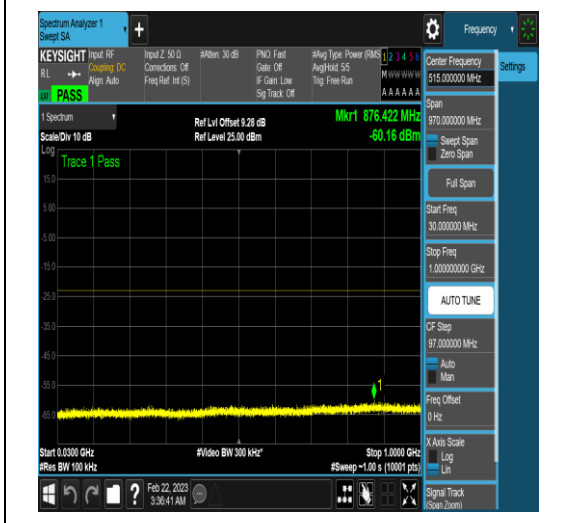 Spectrum Analyzer 1
Swept SA
+
Frequency
KEYSIGHT
Input: RF
Coupling: DC
Align: Auto
Input Z: 50 Ω
Corrections: Off
Freq Ref: Int (S)
#Atten: 30 dB
PNO: Fast
Gate: Off
IF Gain: Low
Sig Track: Off
#Avg Type: Power (RMS
Avg|Hold: 5/5
Trig: Free Run
1 2 3 4 5 6
M W W W W W
A A A A A A
RL
PASS
1 Spectrum
Scale/Div 10 dB
Ref Lvl Offset 9.28 dB
Ref Level 25.00 dBm
Mkr1 876.422 MHz
-60.16 dBm
Log
Trace 1 Pass
15.0
5.00
-5.00
-15.0
-25.0
-35.0
-45.0
-55.0
-65.0
1
Start 0.0300 GHz
#Res BW 100 kHz
#Video BW 300 kHz*
Stop 1.0000 GHz
#Sweep ~1.00 s (10001 pts)
?
Feb 22, 2023
3:36:41 AM
Center Frequency
515.000000 MHz
Settings
Span
970.000000 MHz
Swept Span
Zero Span
Full Span
Start Freq
30.000000 MHz
Stop Freq
1.000000000 GHz
AUTO TUNE
CF Step
97.000000 MHz
Auto
Man
Freq Offset
0 Hz
X Axis Scale
Log
Lin
Signal Track
(Span Zoom)